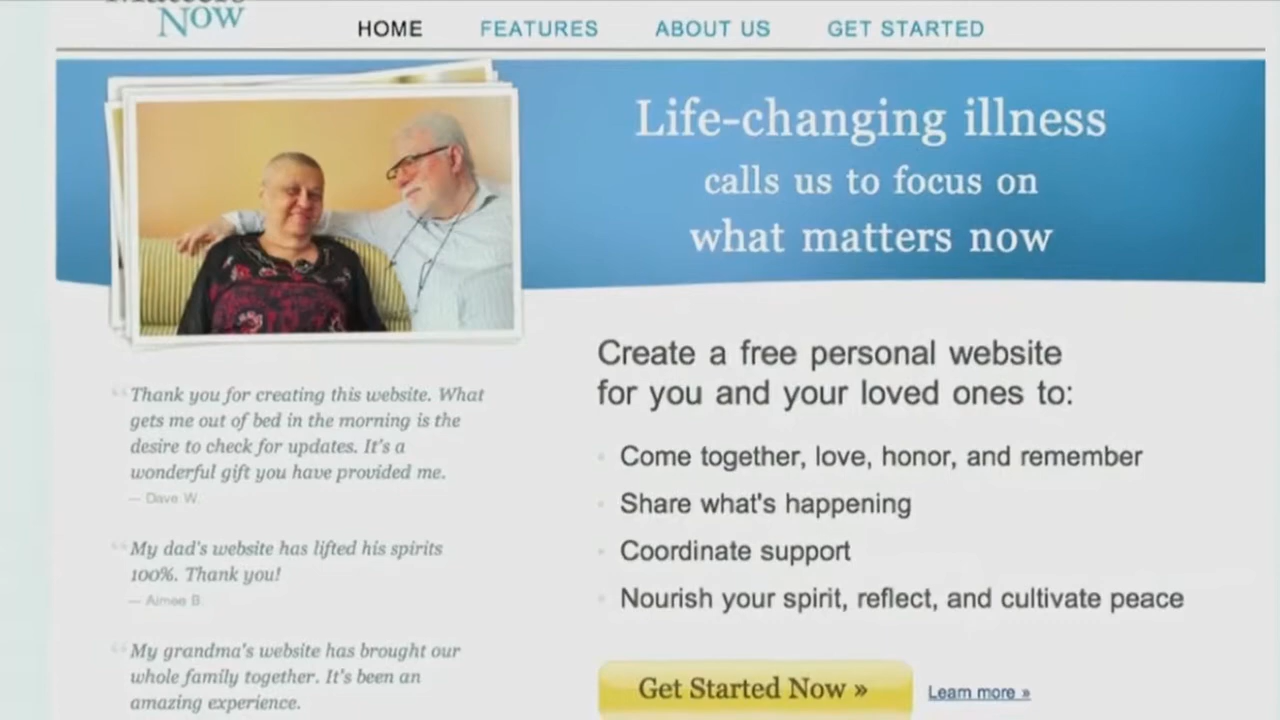 Matters
Now
HOME FEATURES ABOUT US GET STARTED
Life-changing illness
calls us to focus on
what matters now
Create a free personal website
for you and your loved ones to:
Come together, love, honor, and remember
Share what's happening
Coordinate support
Nourish your spirit, reflect, and cultivate peace
Get Started Now »
Learn more »
“Thank you for creating this website. What
gets me out of bed in the morning is the
desire to check for updates. It's a
wonderful gift you have provided me.
— Dave W.
“My dad's website has lifted his spirits
100%. Thank you!
— Aimee B.
“My grandma's website has brought our
whole family together. It's been an
amazing experience.